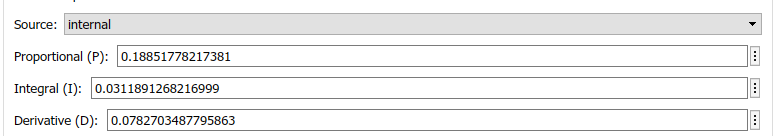 Source: internal
Proportional (P): 0.18851778217381
Integral (I): 0.0311891268216999
Derivative (D): 0.0782703487795863